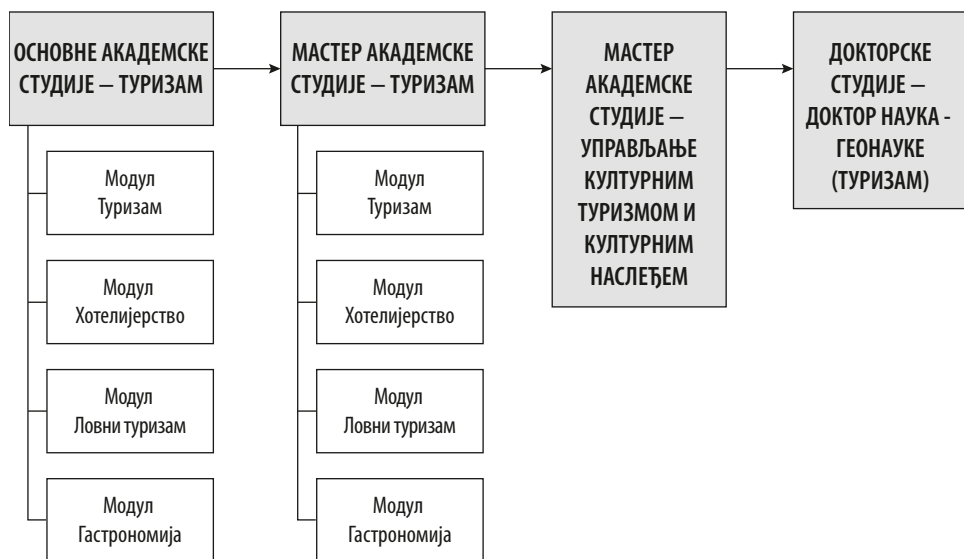 ОСНОВНЕ АКАДЕМСКЕ
СТУДИЈЕ – ТУРИЗАМ
Модул
Туризам
Модул
Хотелијерство
Модул
Ловни туризам
Модул
Гастрономија
МАСТЕР АКАДЕМСКЕ
СТУДИЈЕ – ТУРИЗАМ
Модул
Туризам
Модул
Хотелијерство
Модул
Ловни туризам
Модул
Гастрономија
МАСТЕР
АКАДЕМСКЕ
СТУДИЈЕ –
УПРАВЉАЊЕ
КУЛТУРНИМ
ТУРИЗМОМ И
КУЛТУРНИМ
НАСЛЕЂЕМ
ДОКТОРСКЕ
СТУДИЈЕ –
ДОКТОР НАУКА -
ГЕОНАУКЕ
(ТУРИЗАМ)